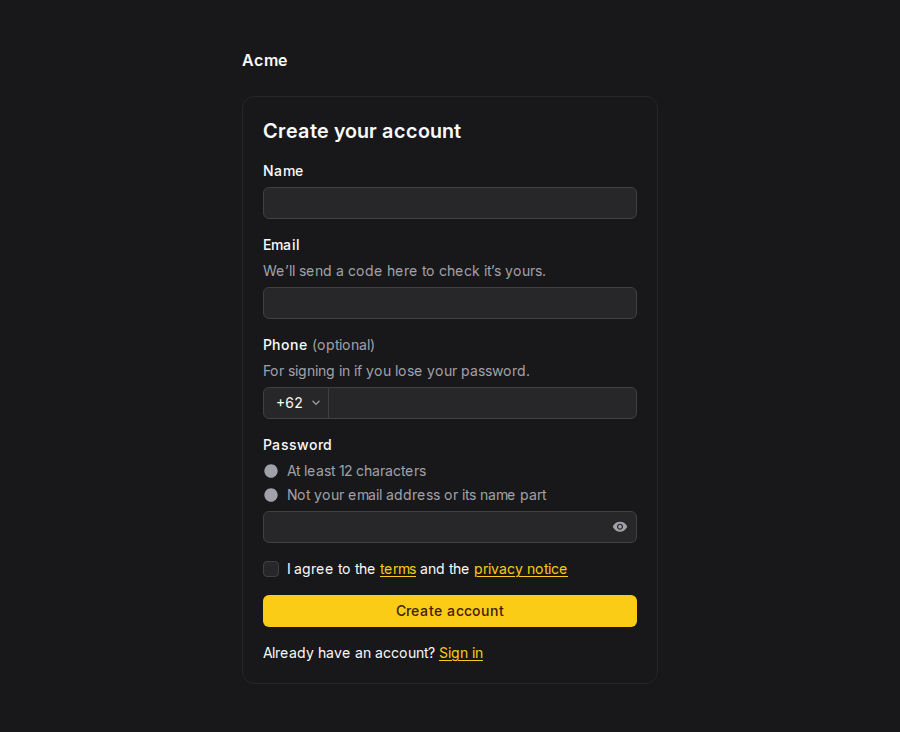 Acme
Create your account
Name
Email
We’ll send a code here to check it’s yours.
Phone (optional)
For signing in if you lose your password.
+62
Password
At least 12 characters
Not your email address or its name part
I agree to the terms and the privacy notice
Create account
Already have an account? Sign in